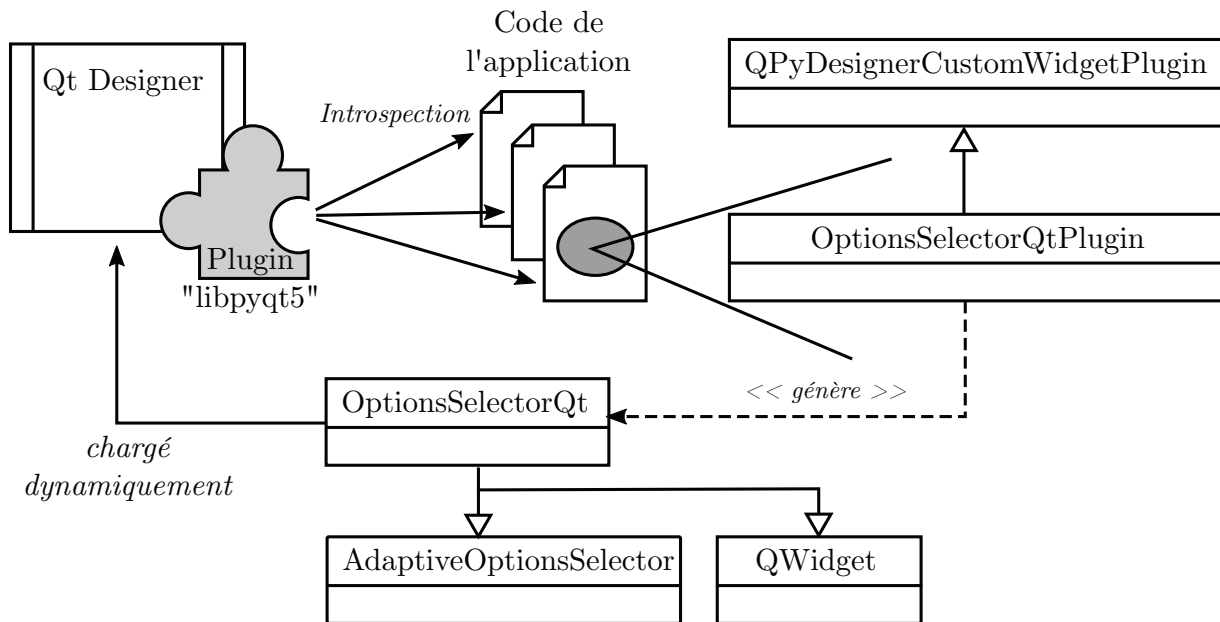 Code de
l'application
Qt Designer
QPyDesignerCustomWidgetPlugin
Introspection
OptionsSelectorQtPlugin
Plugin
"libpyqt5"
<< génère >>
OptionsSelectorQt
chargé
dynamiquement
AdaptiveOptionsSelector
QWidget